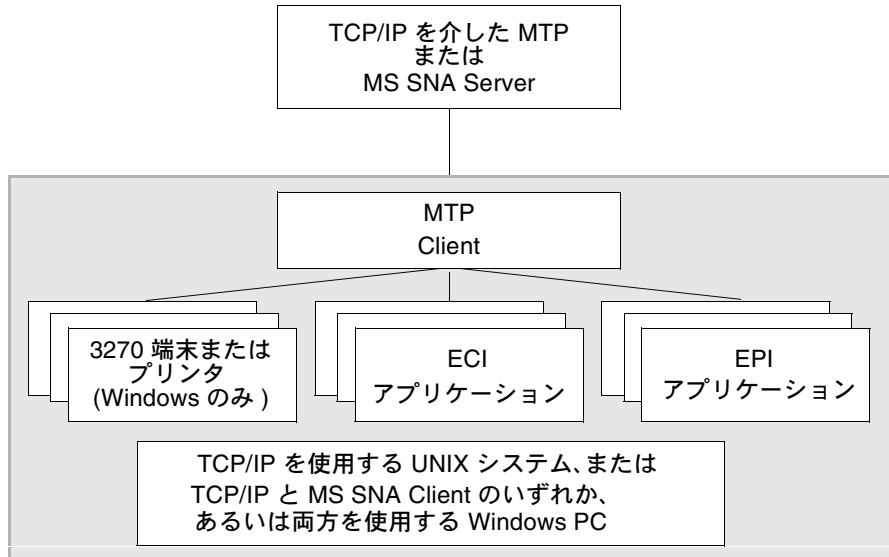 TCP/IP を介した MTP
または
MS SNA Server
MTP
Client
3270 端末または
プリンタ
(Windows のみ )
ECI
アプリケーション
EPI
アプリケーション
TCP/IP を使用する UNIX システム、または
TCP/IP と MS SNA Client のいずれか、
あるいは両方を使用する Windows PC